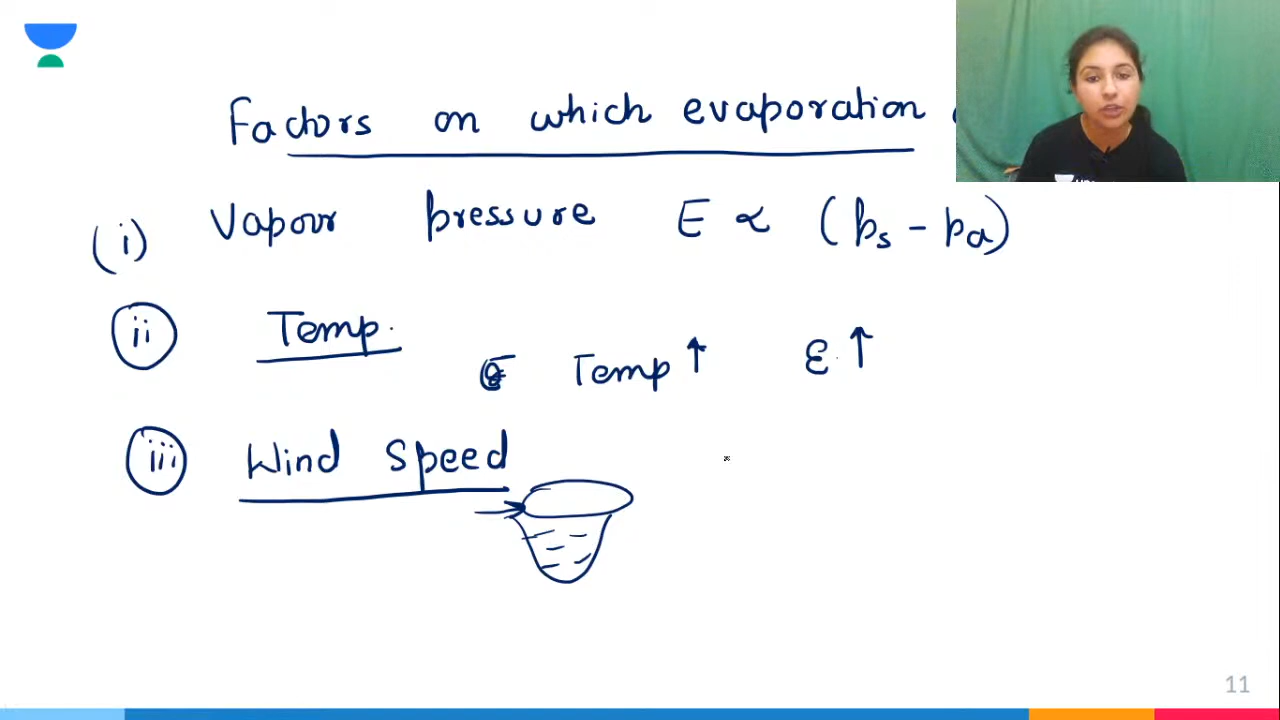 Factors on which evaporation
(i) Vapour pressure E ∝ (ps - pa)
ii Temp.
Temp ↑ E ↑
iii Wind Speed
11